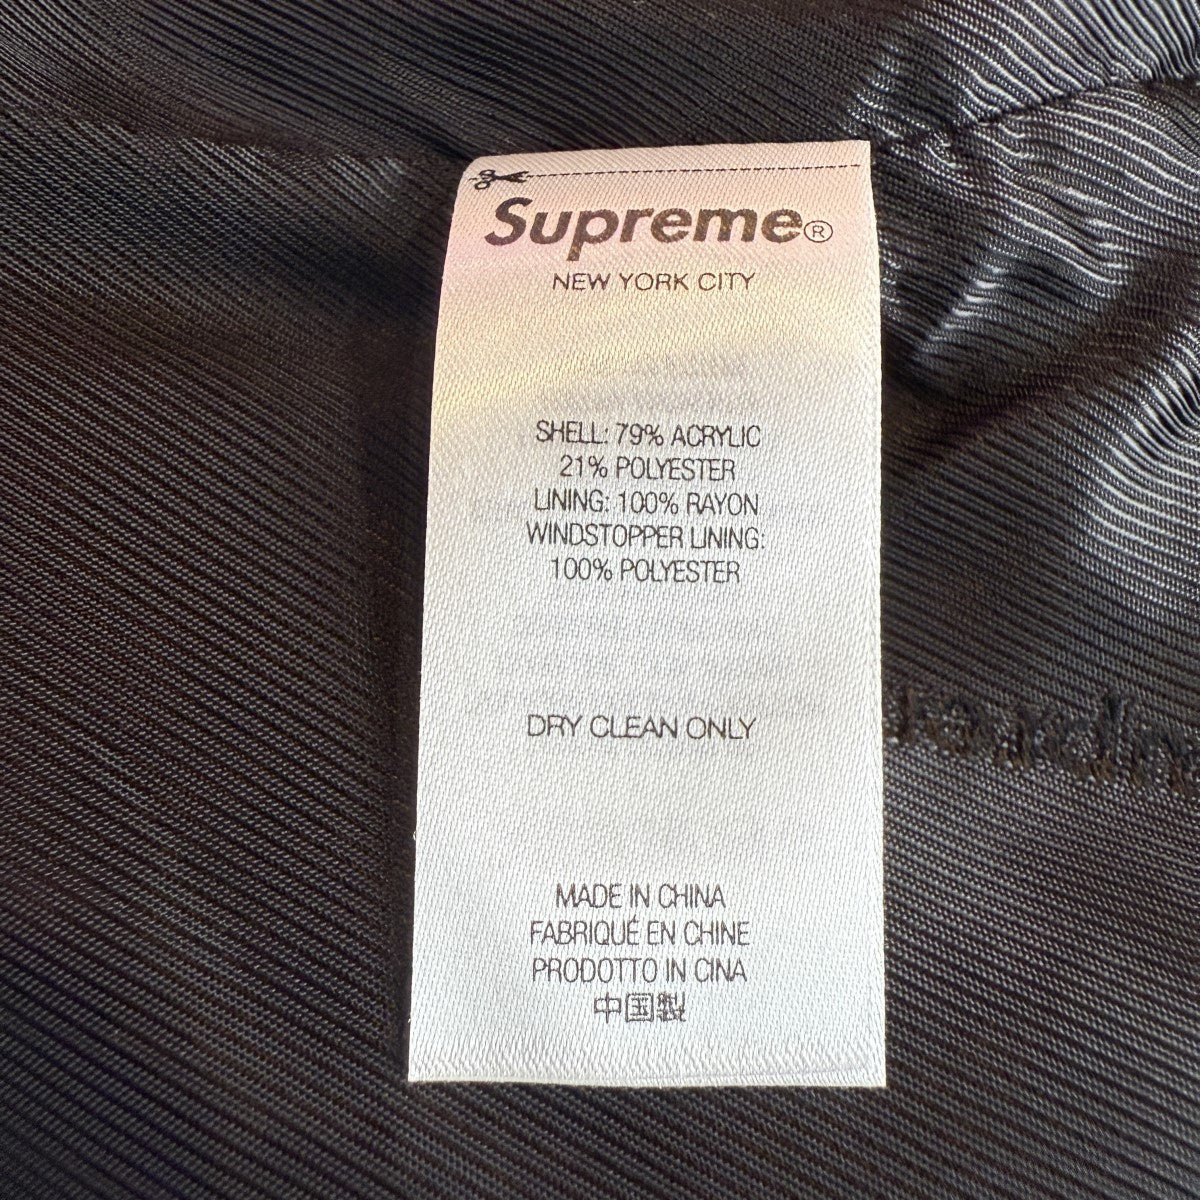 Supreme®
NEW YORK CITY
SHELL: 79% ACRYLIC
21% POLYESTER
LINING: 100% RAYON
WINDSTOPPER LINING:
100% POLYESTER
DRY CLEAN ONLY
MADE IN CHINA
FABRIQUÉ EN CHINE
PRODOTTO IN CINA
中国製